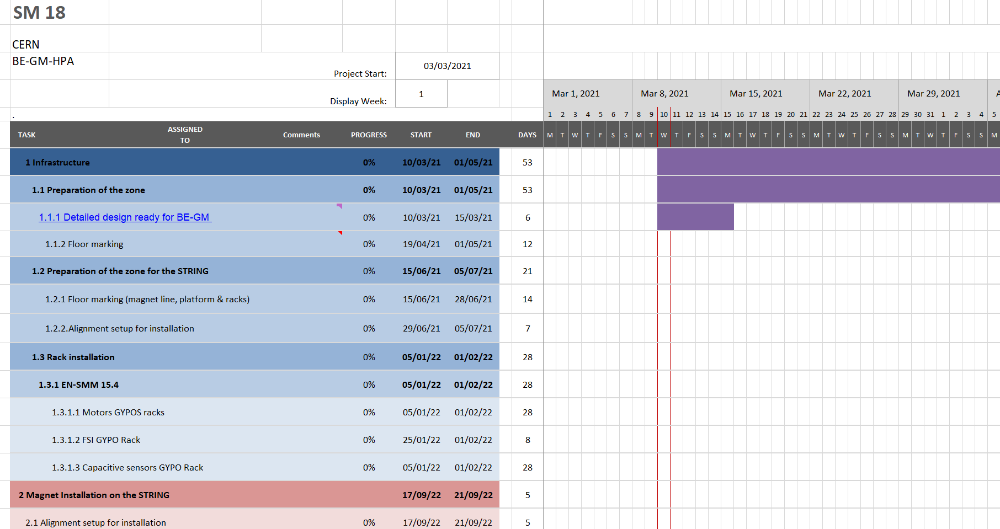 SM 18
CERN
BE-GM-HPA
Project Start: 03/03/2021
Display Week: 1
Mar 1, 2021 Mar 8, 2021 Mar 15, 2021 Mar 22, 2021 Mar 29, 2021 A
. 1 2 3 4 5 6 7 8 9 10 11 12 13 14 15 16 17 18 19 20 21 22 23 24 25 26 27 28 29 30 31 1 2 3 4 5
TASK ASSIGNED TO Comments PROGRESS START END DAYS M T W T F S S M T W T F S S M T W T F S S M T W T F S S M T W T F S S M
1 Infrastructure 0% 10/03/21 01/05/21 53
1.1 Preparation of the zone 0% 10/03/21 01/05/21 53
1.1.1 Detailed design ready for BE-GM 0% 10/03/21 15/03/21 6
1.1.2 Floor marking 0% 19/04/21 01/05/21 12
1.2 Preparation of the zone for the STRING 0% 15/06/21 05/07/21 21
1.2.1 Floor marking (magnet line, platform & racks) 0% 15/06/21 28/06/21 14
1.2.2.Alignment setup for installation 0% 29/06/21 05/07/21 7
1.3 Rack installation 0% 05/01/22 01/02/22 28
1.3.1 EN-SMM 15.4 0% 05/01/22 01/02/22 28
1.3.1.1 Motors GYPOS racks 0% 05/01/22 01/02/22 28
1.3.1.2 FSI GYPO Rack 0% 25/01/22 01/02/22 8
1.3.1.3 Capacitive sensors GYPO Rack 0% 05/01/22 01/02/22 28
2 Magnet Installation on the STRING 17/09/22 21/09/22 5
2.1 Alignment setup for installation 0% 17/09/22 21/09/22 5